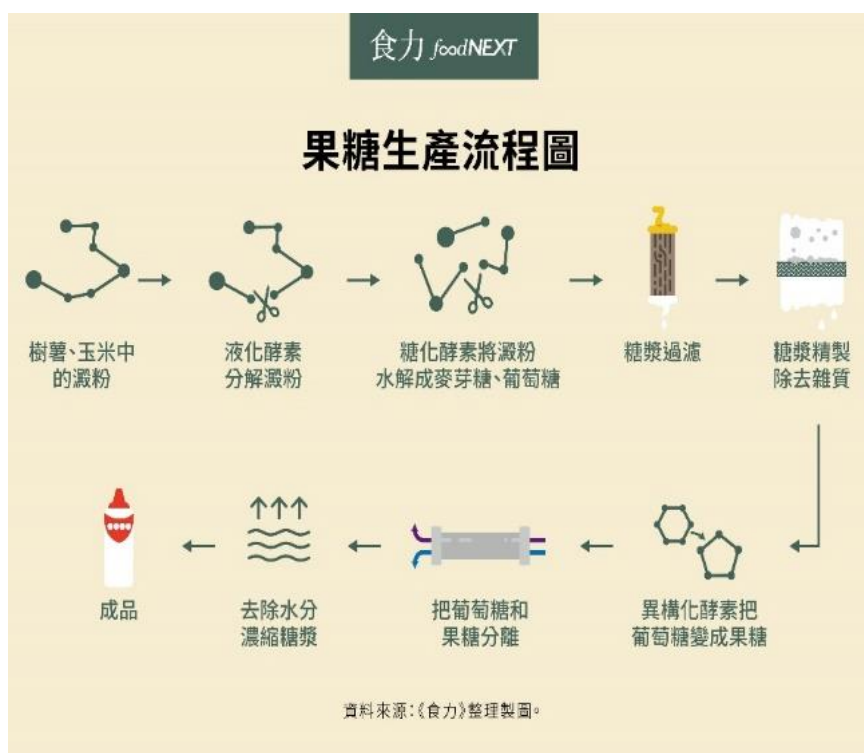 食力 foodNEXT
果糖生產流程圖
樹薯、玉米中
的澱粉
液化酵素
分解澱粉
糖化酵素將澱粉
水解成麥芽糖、葡萄糖
糖漿過濾
糖漿精製
除去雜質
異構化酵素把
葡萄糖變成果糖
把葡萄糖和
果糖分離
去除水分
濃縮糖漿
成品
資料來源：《食力》整理製圖。